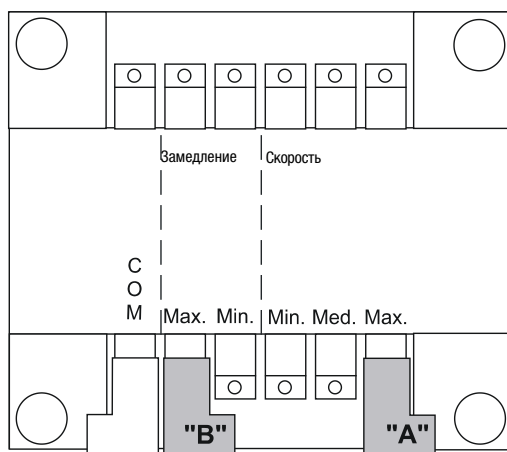 Замедление Скорость
C
O
M
Max. Min. Min. Med. Max.
"B" "A"